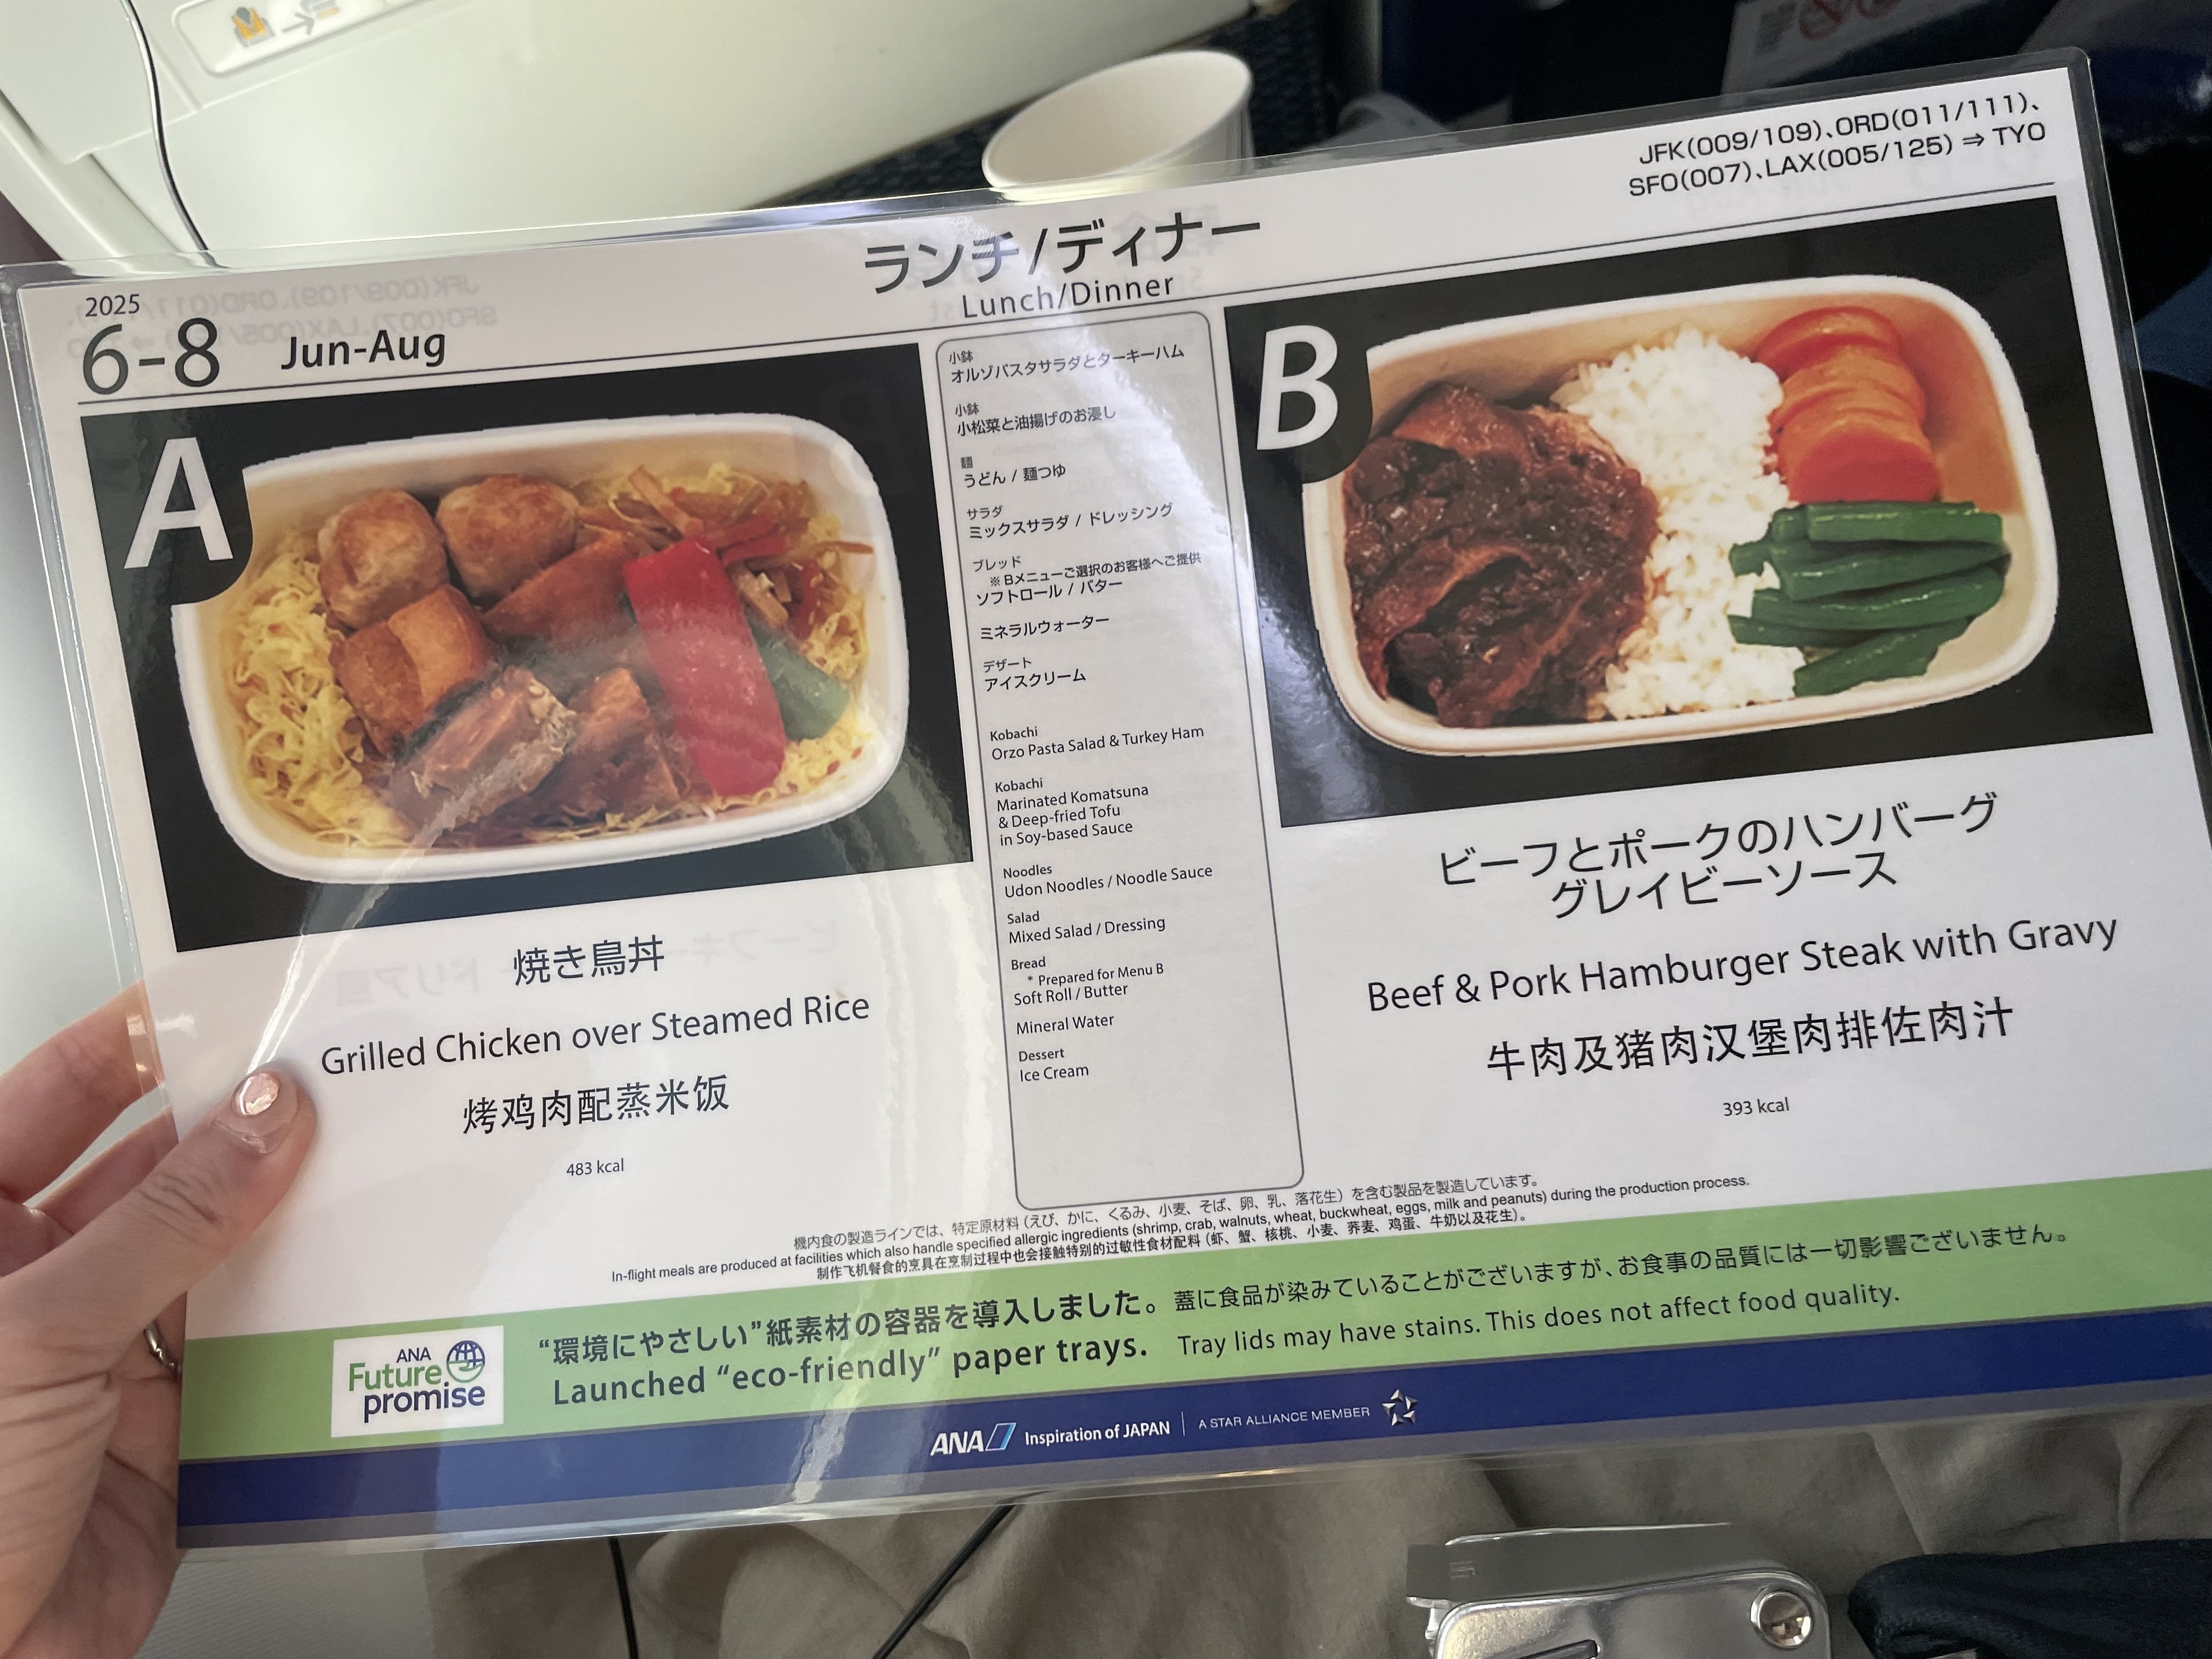 JFK(009/109)、ORD(011/111)、
SFO(007)、LAX(005/125) ⇒ TYO
ランチ/ディナー
Lunch/Dinner
2025
6-8 Jun-Aug
A
焼き鳥丼
Grilled Chicken over Steamed Rice
烤鸡肉配蒸米饭
483 kcal
小鉢
オルゾパスタサラダとターキーハム
小鉢
小松菜と油揚げのお浸し
麺
うどん / 麺つゆ
サラダ
ミックスサラダ / ドレッシング
ブレッド
※ Bメニューご選択のお客様へご提供
ソフトロール / バター
ミネラルウォーター
デザート
アイスクリーム
Kobachi
Orzo Pasta Salad & Turkey Ham
Kobachi
Marinated Komatsuna
& Deep-fried Tofu
in Soy-based Sauce
Noodles
Udon Noodles / Noodle Sauce
Salad
Mixed Salad / Dressing
Bread
* Prepared for Menu B
Soft Roll / Butter
Mineral Water
Dessert
Ice Cream
B
ビーフとポークのハンバーグ
グレイビーソース
Beef & Pork Hamburger Steak with Gravy
牛肉及猪肉汉堡肉排佐肉汁
393 kcal
機内食の製造ラインでは、特定原材料（えび、かに、くるみ、小麦、そば、卵、乳、落花生）を含む製品を製造しています。
In-flight meals are produced at facilities which also handle specified allergic ingredients (shrimp, crab, walnuts, wheat, buckwheat, eggs, milk and peanuts) during the production process.
制作飞机餐食的烹具在烹制过程中也会接触特别的过敏性食材配料（虾、蟹、核桃、小麦、荞麦、鸡蛋、牛奶以及花生）。
ANA
Future
promise
“環境にやさしい”紙素材の容器を導入しました。 蓋に食品が染みていることがございますが、お食事の品質には一切影響ございません。
Launched “eco-friendly” paper trays. Tray lids may have stains. This does not affect food quality.
ANA Inspiration of JAPAN | A STAR ALLIANCE MEMBER